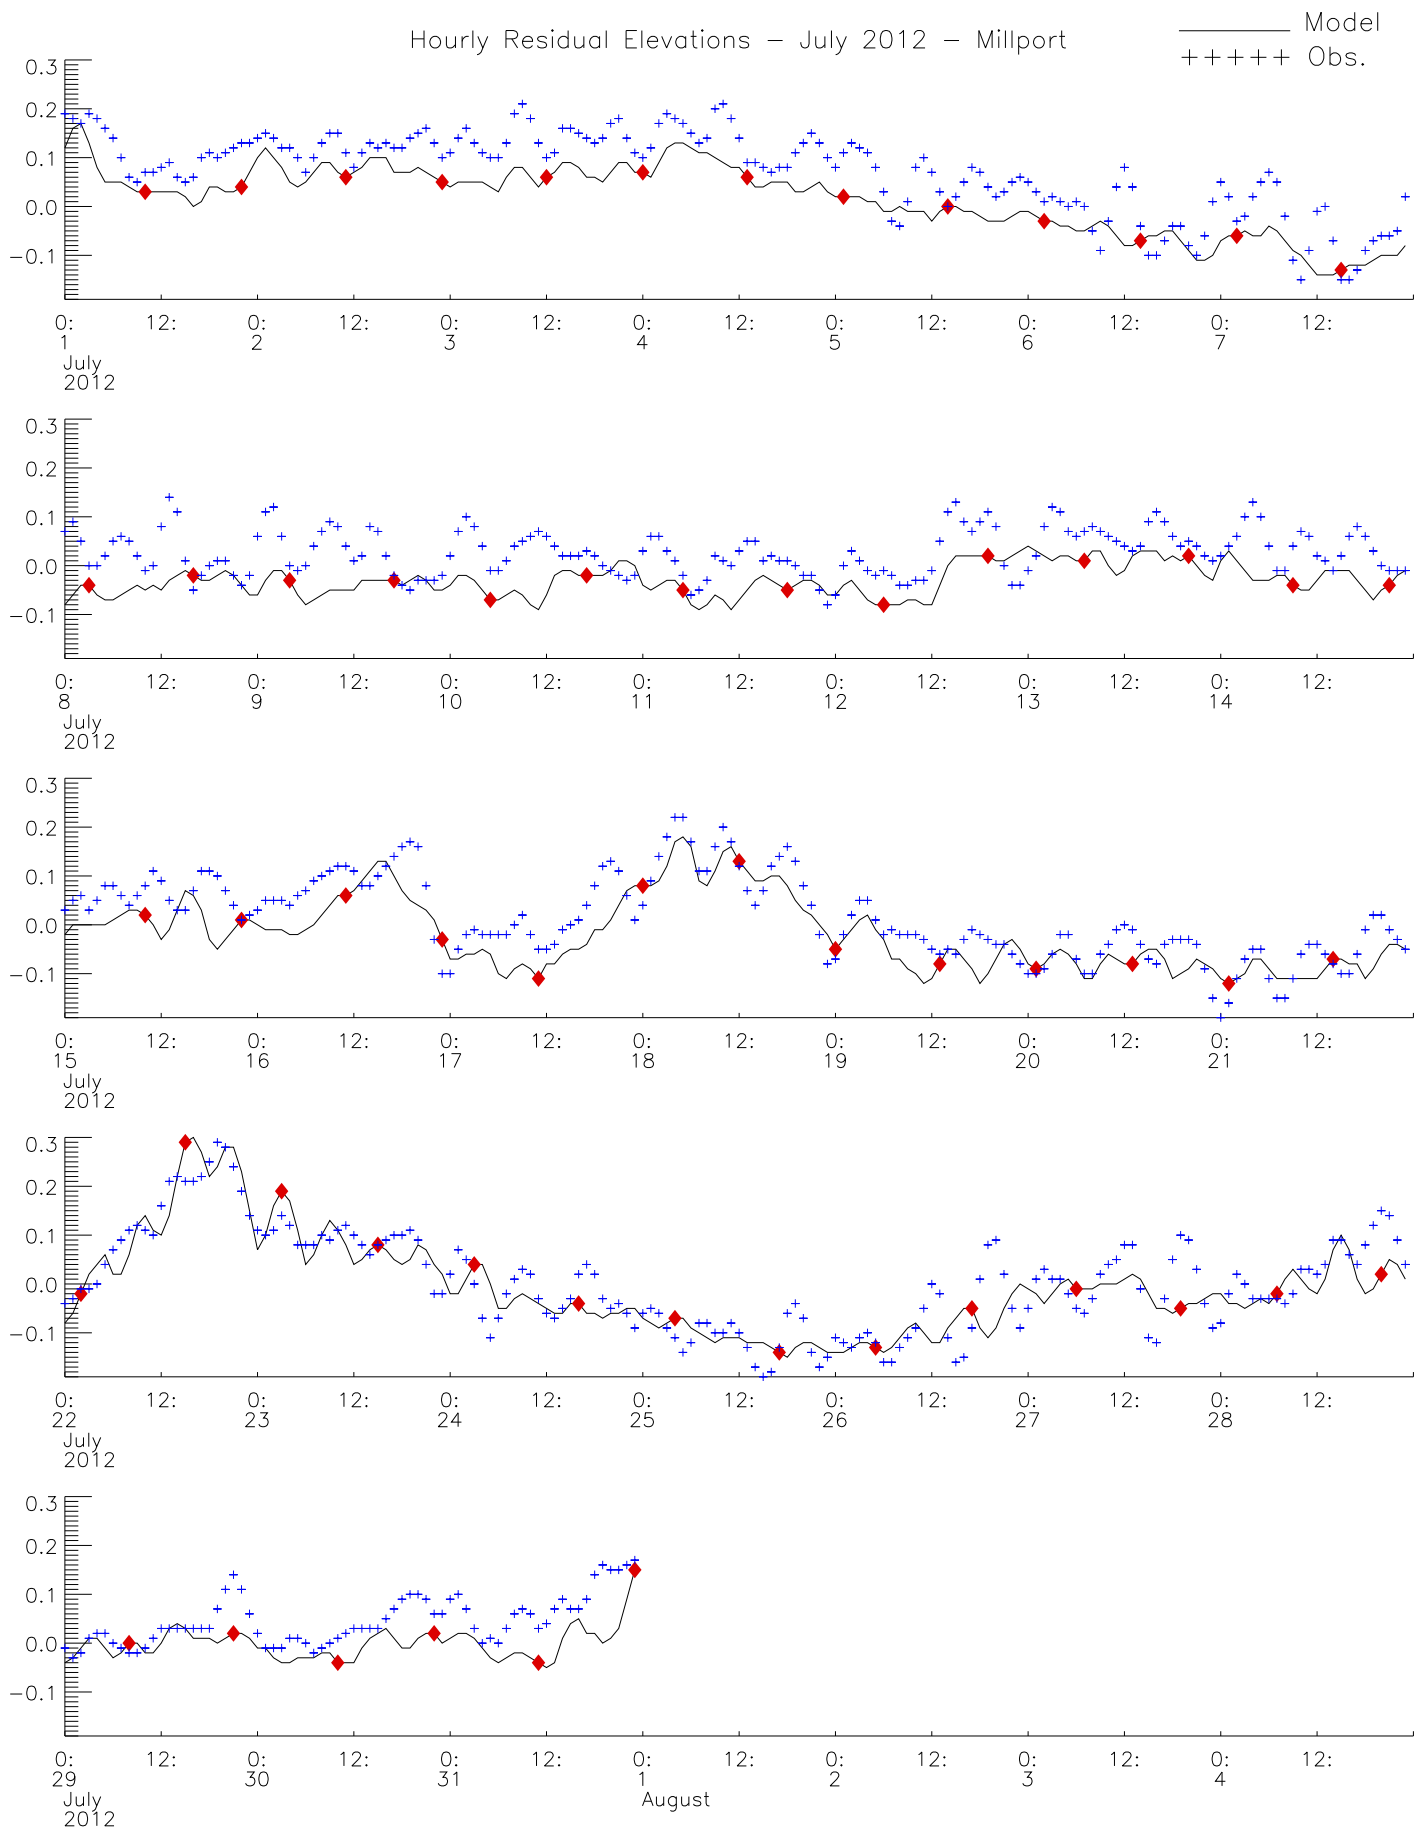 Hourly Residual Elevations – July 2012 – Millport
Model
+++++ Obs.
0.3
0.2
0.1
0.0
−0.1
0: 12: 0: 12: 0: 12: 0: 12: 0: 12: 0: 12: 0: 12:
1 2 3 4 5 6 7
July
2012
0.3
0.2
0.1
0.0
−0.1
0: 12: 0: 12: 0: 12: 0: 12: 0: 12: 0: 12: 0: 12:
8 9 10 11 12 13 14
July
2012
0.3
0.2
0.1
0.0
−0.1
0: 12: 0: 12: 0: 12: 0: 12: 0: 12: 0: 12: 0: 12:
15 16 17 18 19 20 21
July
2012
0.3
0.2
0.1
0.0
−0.1
0: 12: 0: 12: 0: 12: 0: 12: 0: 12: 0: 12: 0: 12:
22 23 24 25 26 27 28
July
2012
0.3
0.2
0.1
0.0
−0.1
0: 12: 0: 12: 0: 12: 0: 12: 0: 12: 0: 12: 0: 12:
29 30 31 1 2 3 4
July August
2012